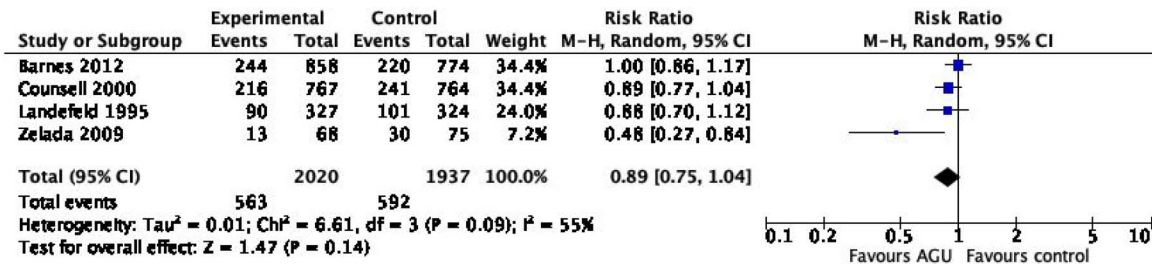 Experimental Control Risk Ratio Risk Ratio
Study or Subgroup Events Total Events Total Weight M-H, Random, 95% CI M-H, Random, 95% CI
Barnes 2012 244 858 220 774 34.4% 1.00 [0.86, 1.17]
Counsell 2000 216 767 241 764 34.4% 0.89 [0.77, 1.04]
Landefeld 1995 90 327 101 324 24.0% 0.88 [0.70, 1.12]
Zelada 2009 13 68 30 75 7.2% 0.48 [0.27, 0.84]
Total (95% CI) 2020 1937 100.0% 0.89 [0.75, 1.04]
Total events 563 592
Heterogeneity: Tau² = 0.01; Chi² = 6.61, df = 3 (P = 0.09); I² = 55%
Test for overall effect: Z = 1.47 (P = 0.14)
0.1 0.2 0.5 1 2 5 10
Favours AGU Favours control